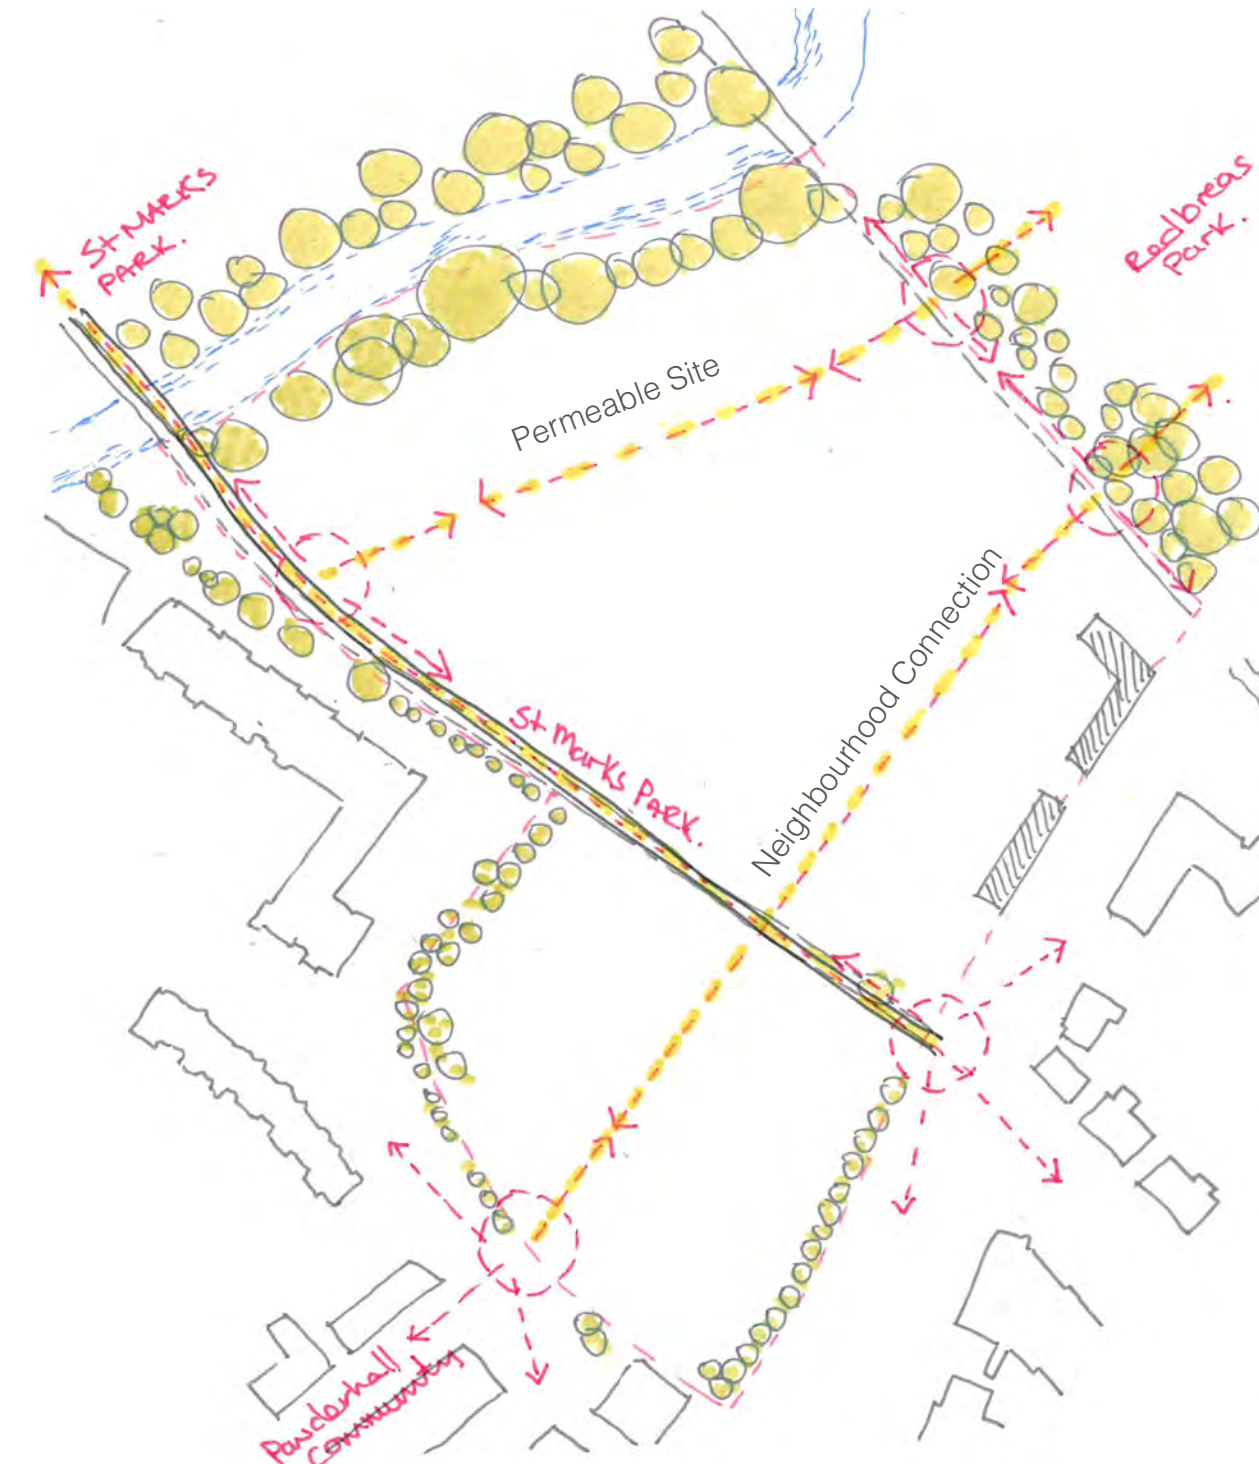 St MARKS
PARK.
Redbreas
Park.
Permeable Site
Neighbourhood Connection
St Marks PARK.
Powderhall
Community